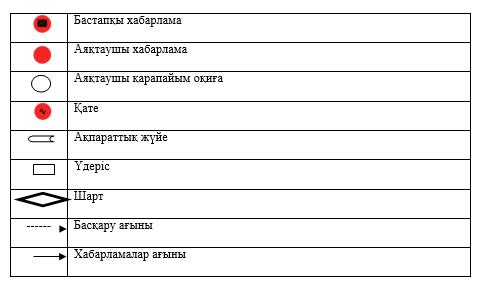 Бастапқы хабарлама
Аяқтаушы хабарлама
Аяқтаушы қарапайым оқиға
Қате
Ақпараттық жүйе
Үдеріс
Шарт
Басқару ағыны
Хабарламалар ағыны